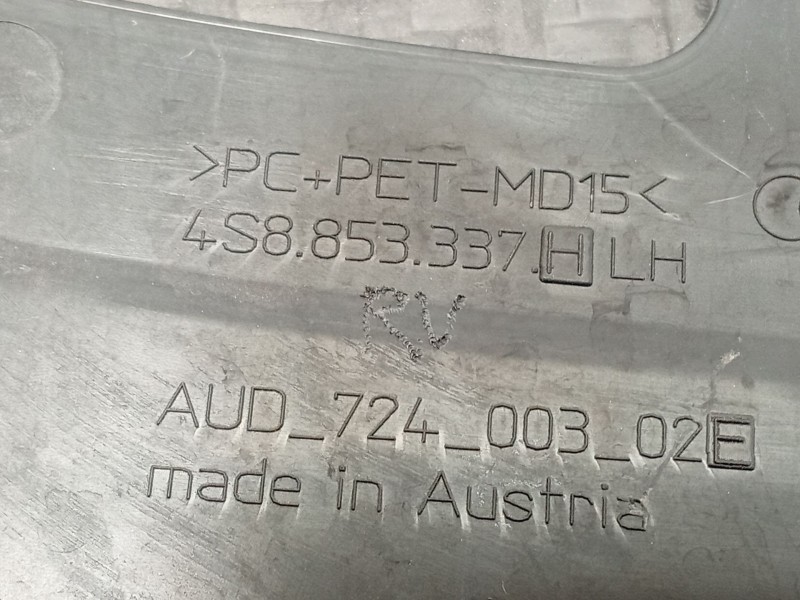 >PC+PET-MD15<
4S8.853.337.H LH
RV
AUD_724_003_02E
made in Austria